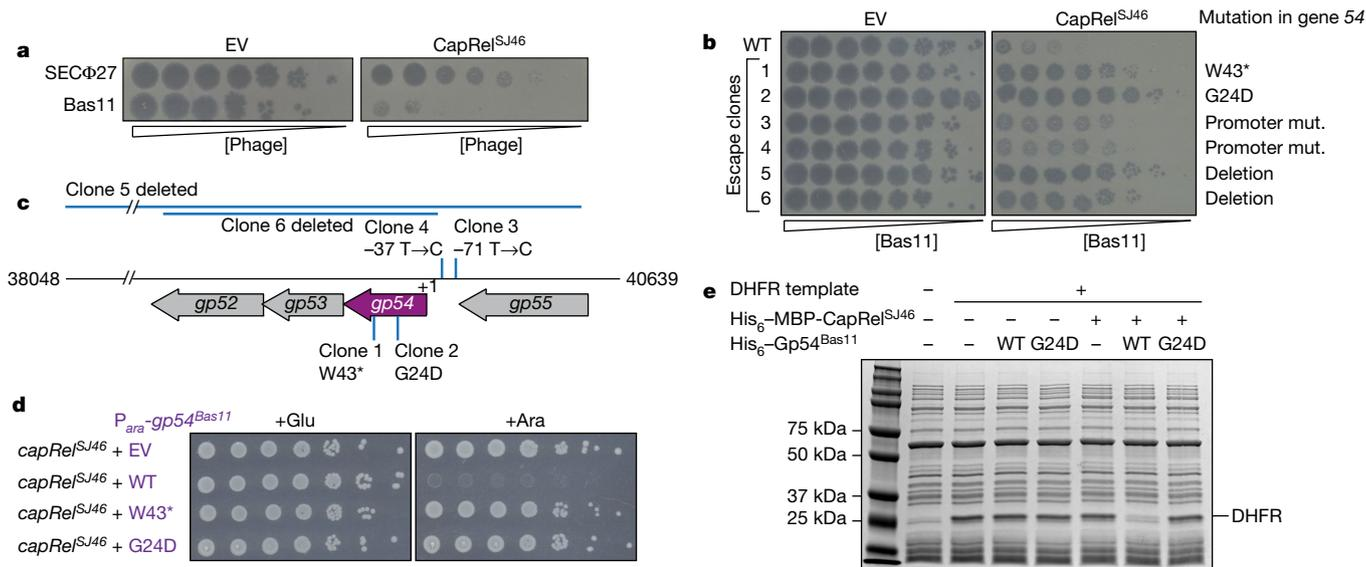 a
EV CapRel^SJ46
SECΦ27
Bas11
[Phage] [Phage]
b
EV CapRel^SJ46 Mutation in gene 54
WT
Escape clones
1 W43*
2 G24D
3 Promoter mut.
4 Promoter mut.
5 Deletion
6 Deletion
[Bas11] [Bas11]
c
Clone 5 deleted
Clone 6 deleted
Clone 4 Clone 3
–37 T→C –71 T→C
38048 40639
+1
gp52 gp53 gp54 gp55
Clone 1 Clone 2
W43* G24D
d
P_ara-gp54^Bas11 +Glu +Ara
capRel^SJ46 + EV
capRel^SJ46 + WT
capRel^SJ46 + W43*
capRel^SJ46 + G24D
e
DHFR template – +
His6–MBP-CapRel^SJ46 – – – – + + +
His6–Gp54^Bas11 – – WT G24D – WT G24D
75 kDa
50 kDa
37 kDa
25 kDa
DHFR